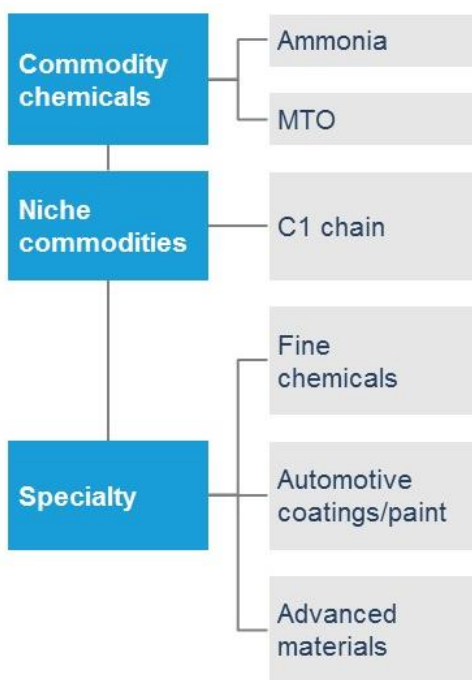 Commodity
chemicals
Ammonia
MTO
Niche
commodities
C1 chain
Specialty
Fine
chemicals
Automotive
coatings/paint
Advanced
materials